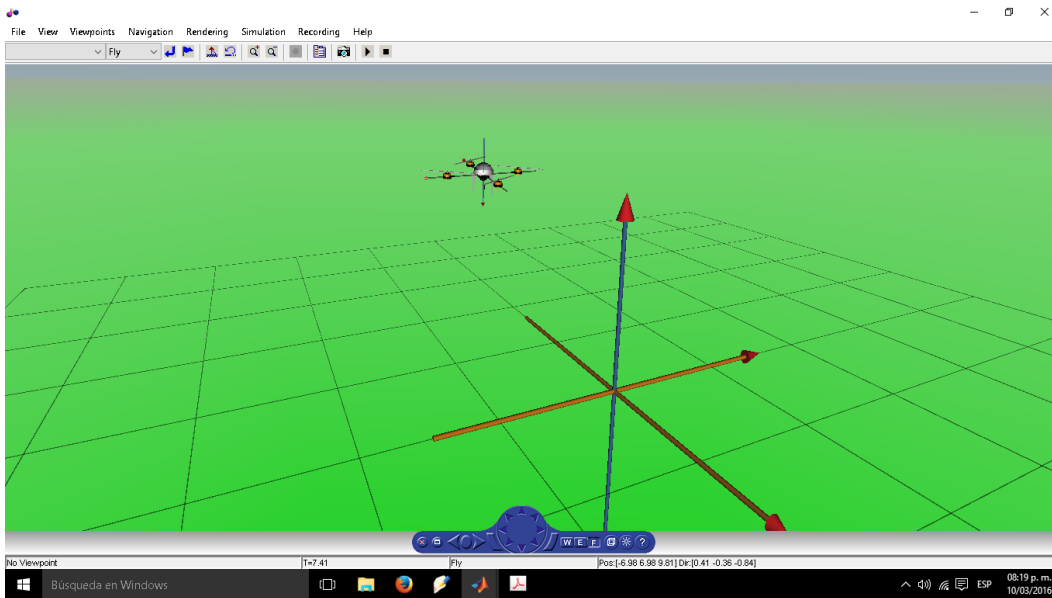 File View Viewpoints Navigation Rendering Simulation Recording Help
Fly
W E F ?
No Viewpoint T=7.41 Fly Pos:[-6.98 6.98 9.81] Dir:[0.41 -0.36 -0.84]
Búsqueda en Windows ESP 08:19 p. m.
10/03/2016